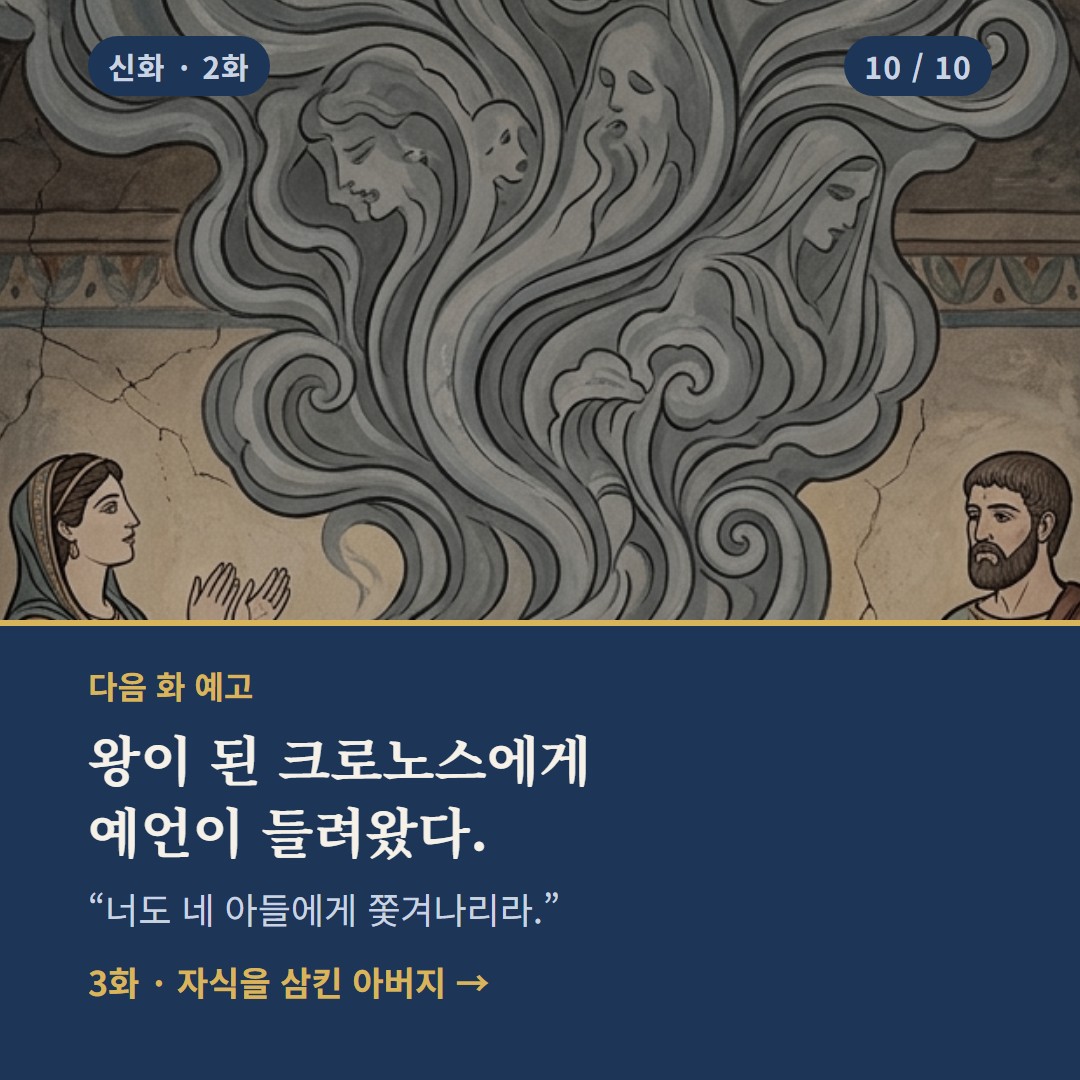 신화 · 2화
10 / 10
다음 화 예고
왕이 된 크로노스에게
예언이 들려왔다.
“너도 네 아들에게 쫓겨나리라.”
3화 · 자식을 삼킨 아버지 →